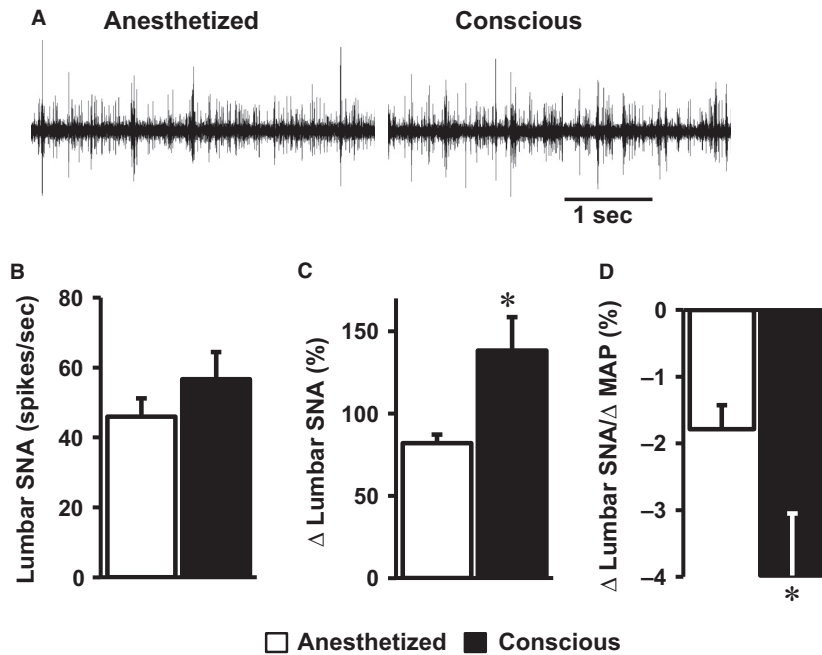 A
Anesthetized
Conscious
1 sec
B
Lumbar SNA (spikes/sec)
80
60
40
20
0
C
Δ Lumbar SNA (%)
150
100
50
0
*
D
Δ Lumbar SNA/Δ MAP (%)
0
−1
−2
−3
−4
*
Anesthetized
Conscious